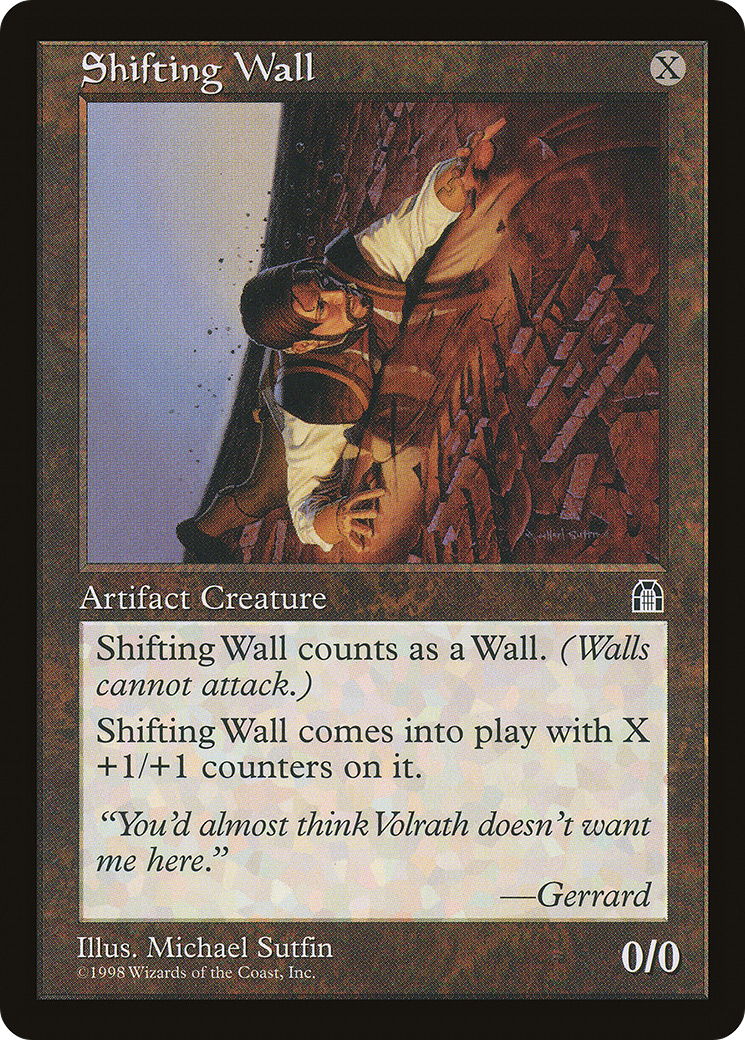 Shifting Wall
X
Artifact Creature
Shifting Wall counts as a Wall. (Walls
cannot attack.)
Shifting Wall comes into play with X
+1/+1 counters on it.
“You’d almost think Volrath doesn’t want
me here.”
—Gerrard
Illus. Michael Sutfin
©1998 Wizards of the Coast, Inc.
0/0